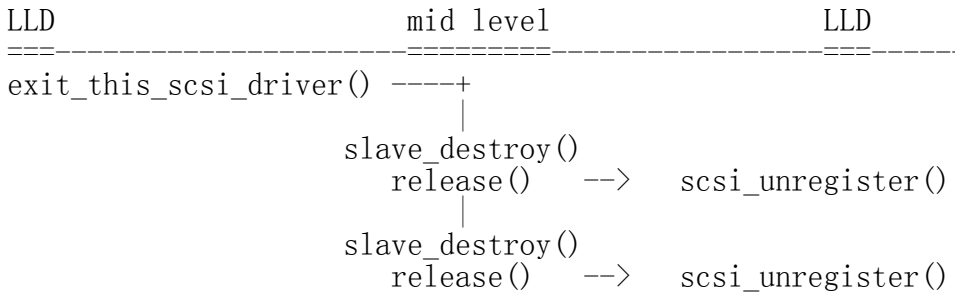 LLD mid level LLD
===----------------------=========-----------------===------
exit_this_scsi_driver() ----+
|
slave_destroy()
release() --> scsi_unregister()
|
slave_destroy()
release() --> scsi_unregister()